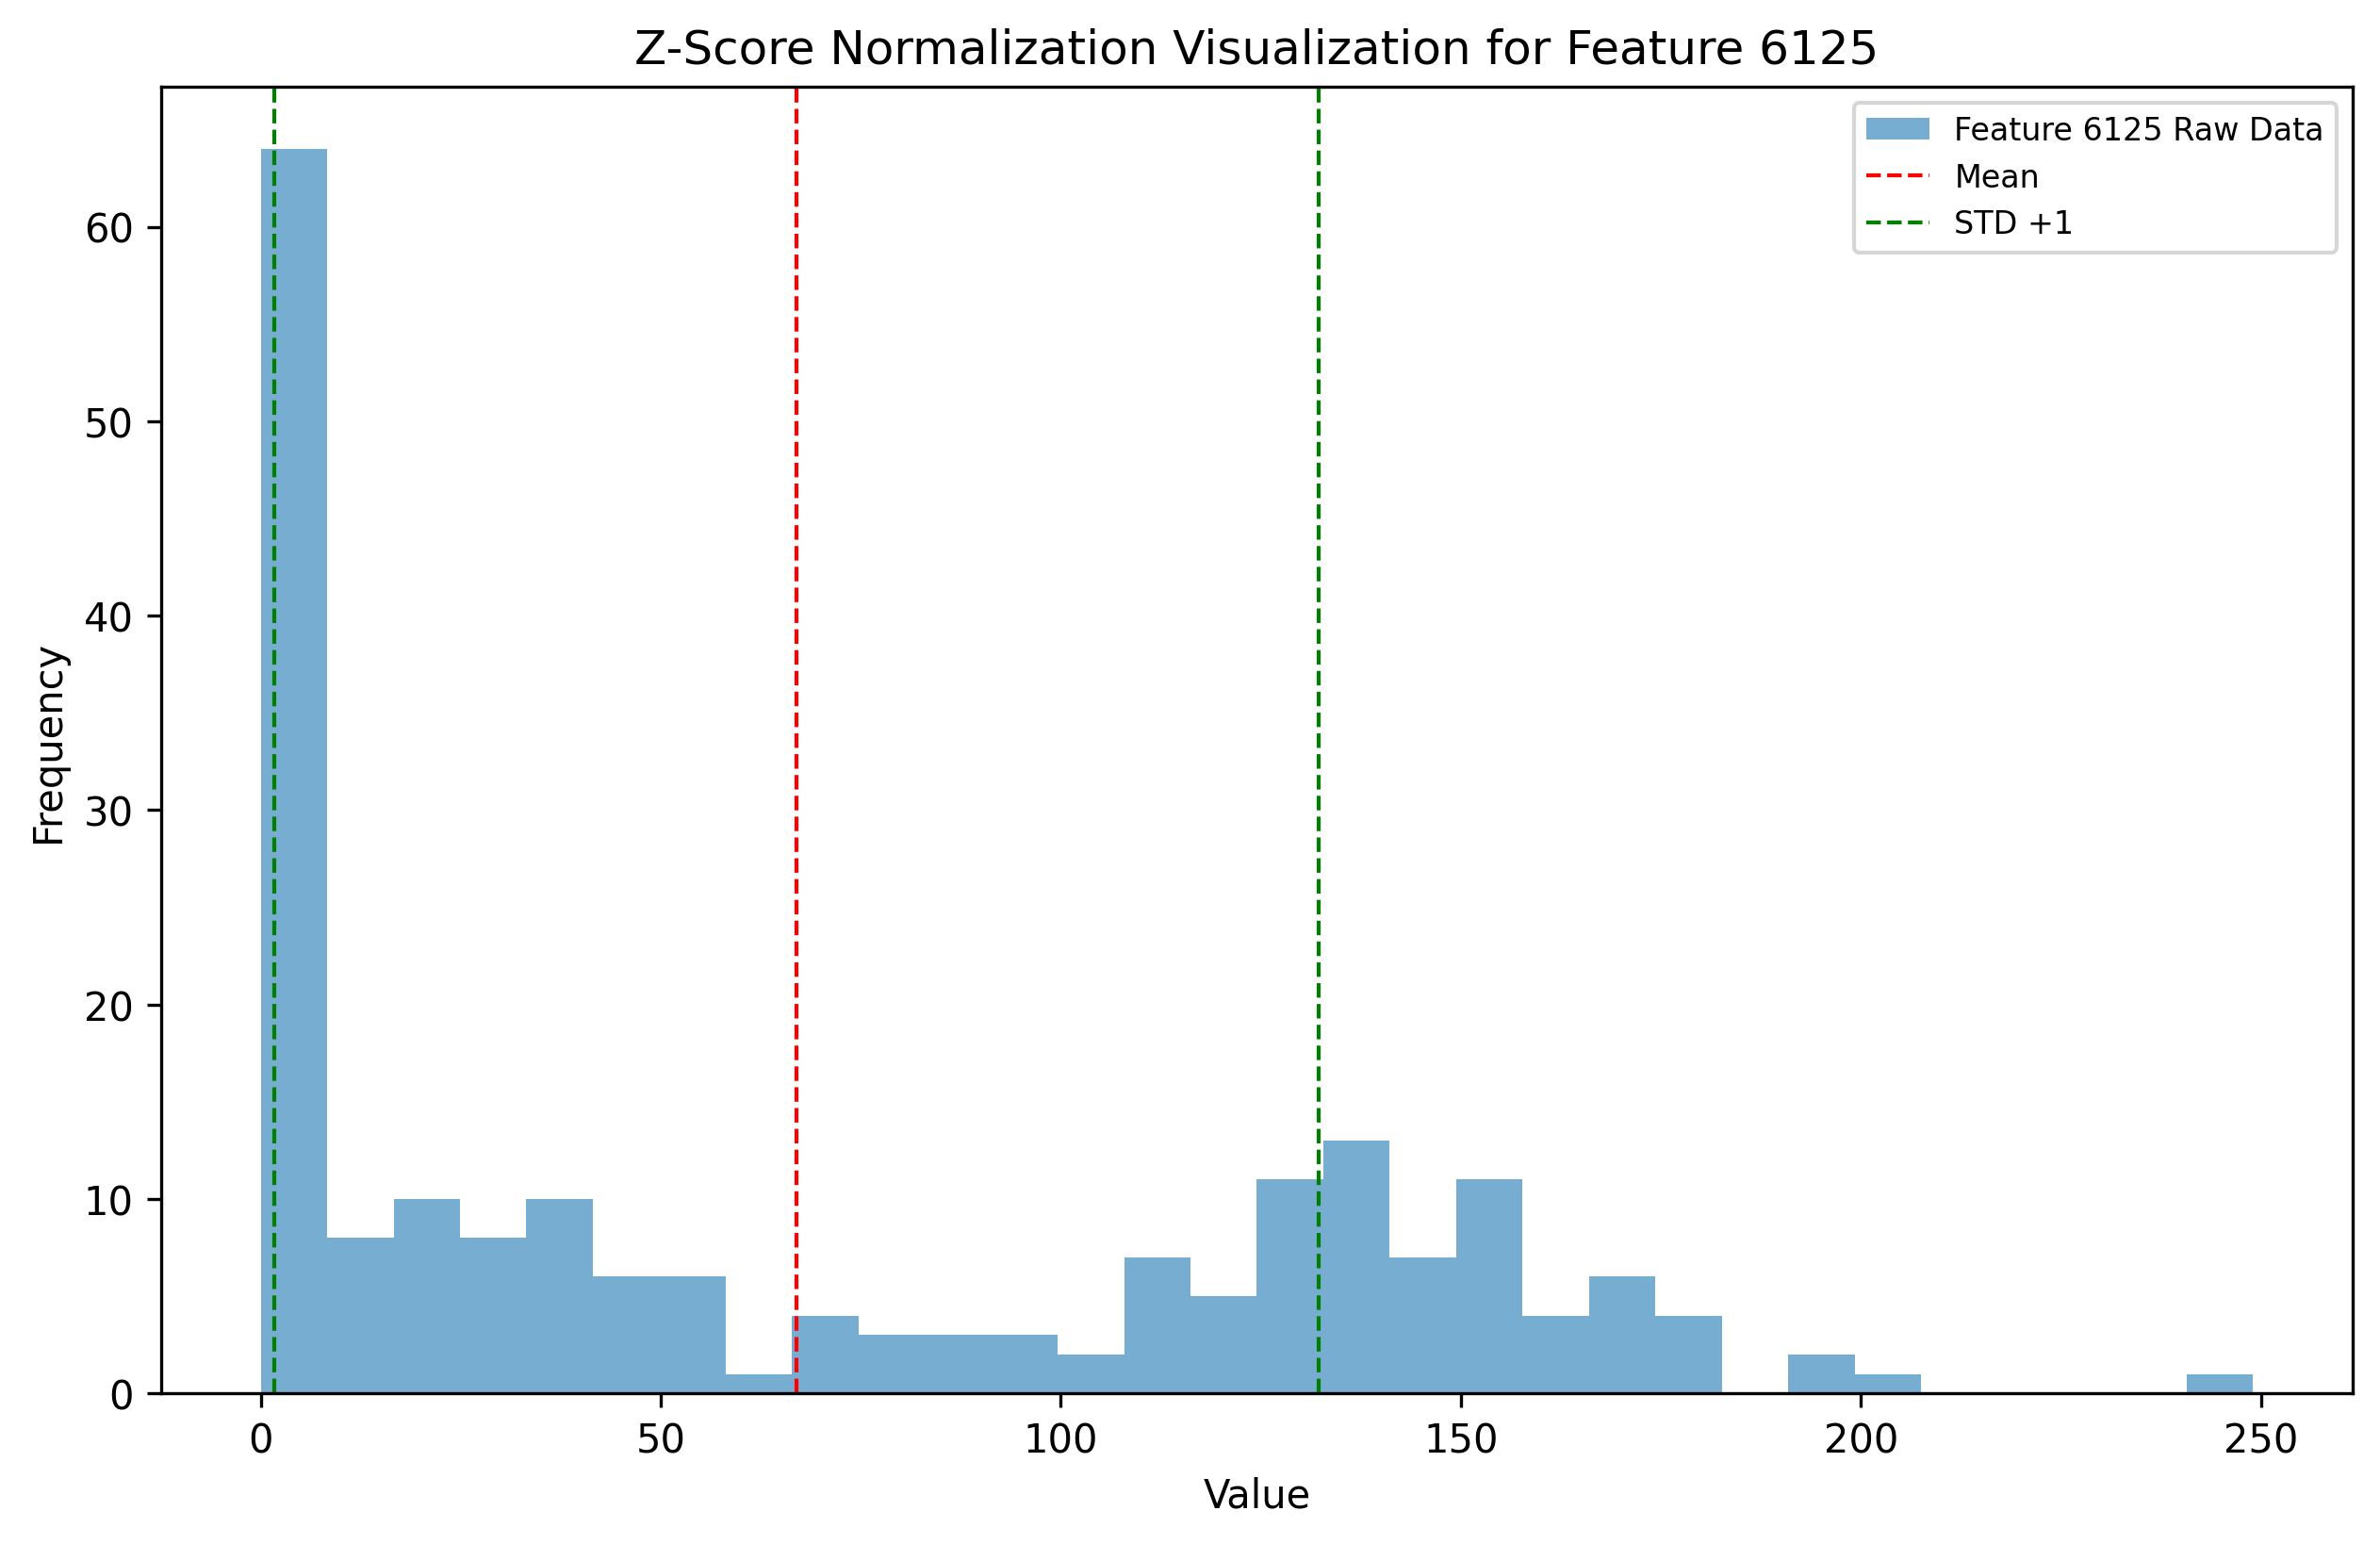 Z-Score Normalization Visualization for Feature 6125
Feature 6125 Raw Data
Mean
STD +1
Frequency
60
50
40
30
20
10
0
0 50 100 150 200 250
Value